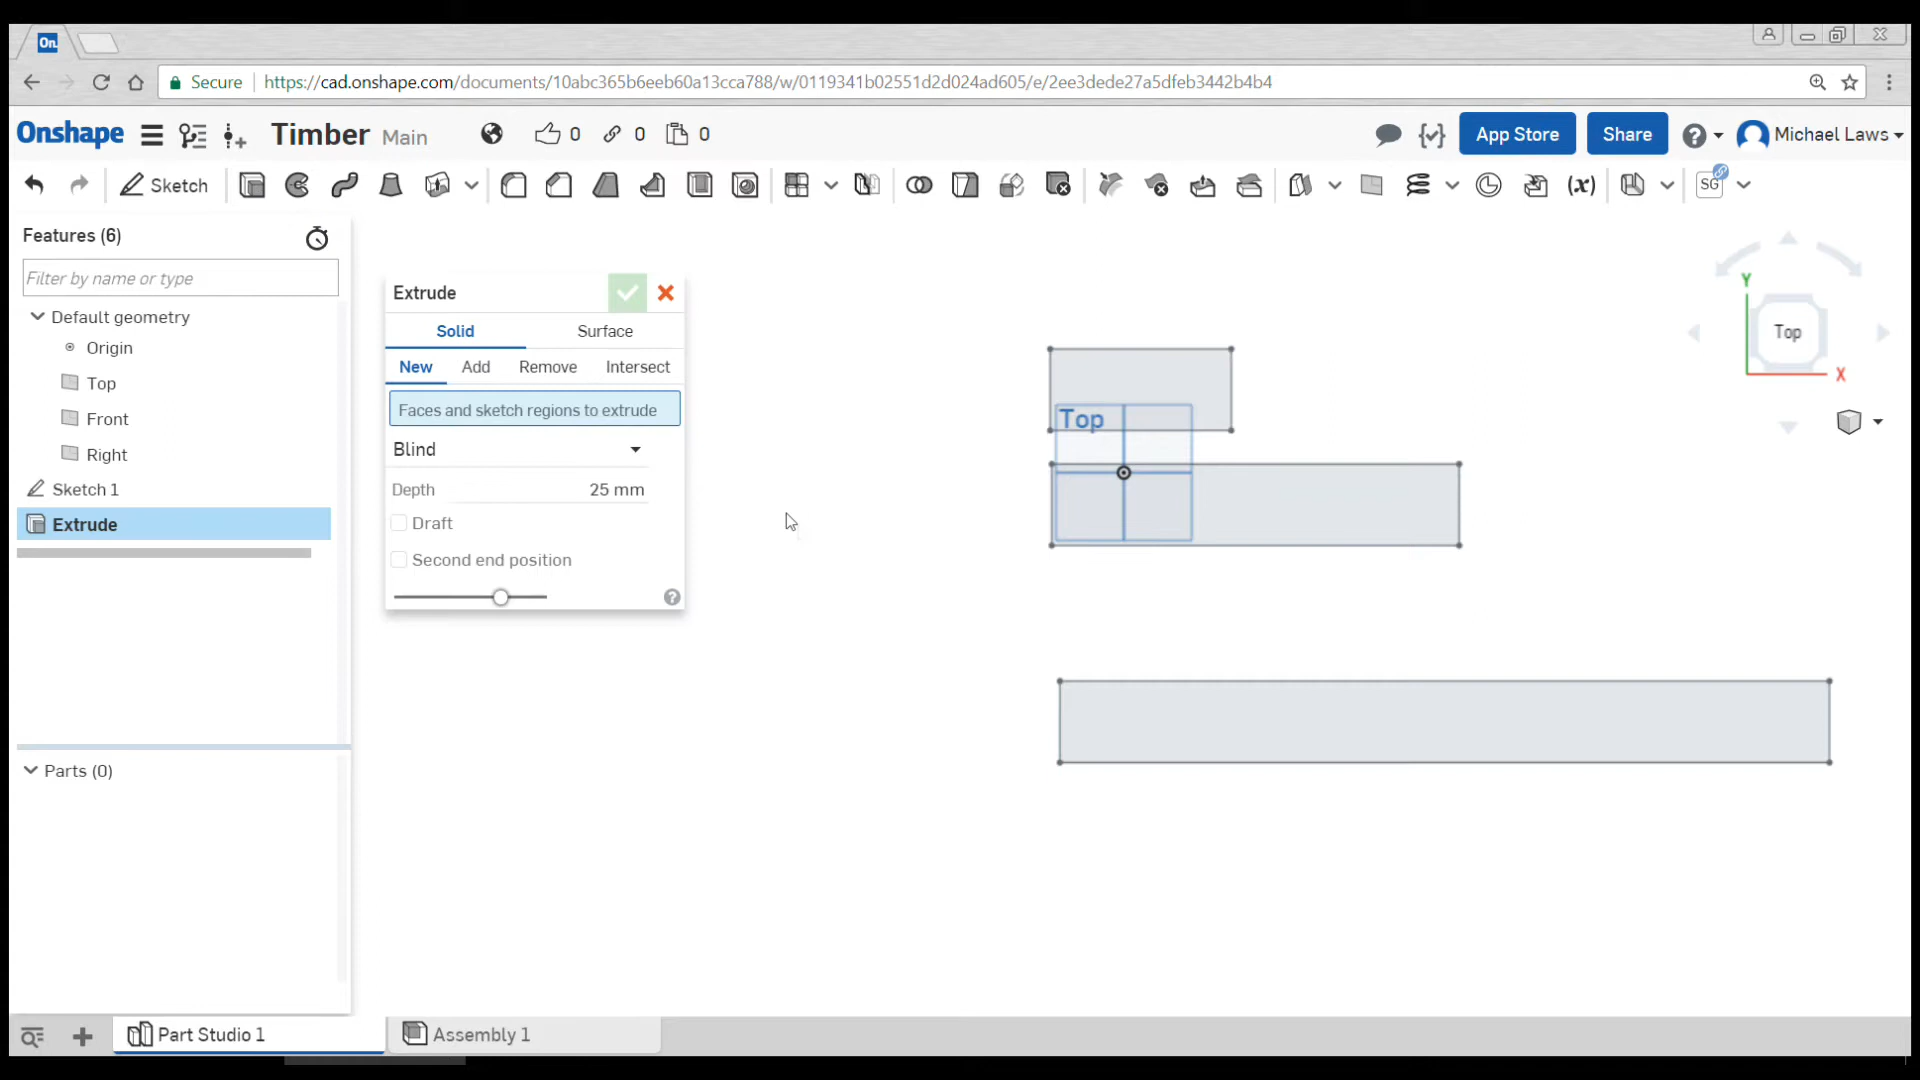 On
Secure
https://cad.onshape.com/documents/10abc365b6eeb60a13cca788/w/0119341b02551d2d024ad605/e/2ee3dede27a5dfeb3442b4b4
Onshape
Timber Main
0
0
0
App Store
Share
Michael Laws
Sketch
(x)
SG
Features (6)
Filter by name or type
Default geometry
Origin
Top
Front
Right
Sketch 1
Extrude
Parts (0)
Extrude
Solid
Surface
New
Add
Remove
Intersect
Faces and sketch regions to extrude
Blind
Depth
25 mm
Draft
Second end position
Top
Y
Top
X
Part Studio 1
Assembly 1